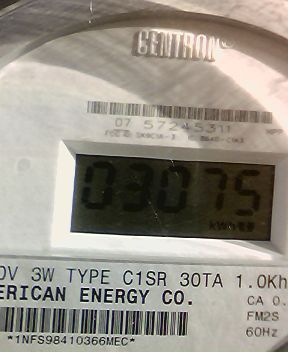 CENTRON®
07 57245311
03075
kWh
0V 3W TYPE C1SR 30TA 1.0Kh
ERICAN ENERGY CO.
CA 0.
FM2S
60Hz
*1NFS98410366MEC*